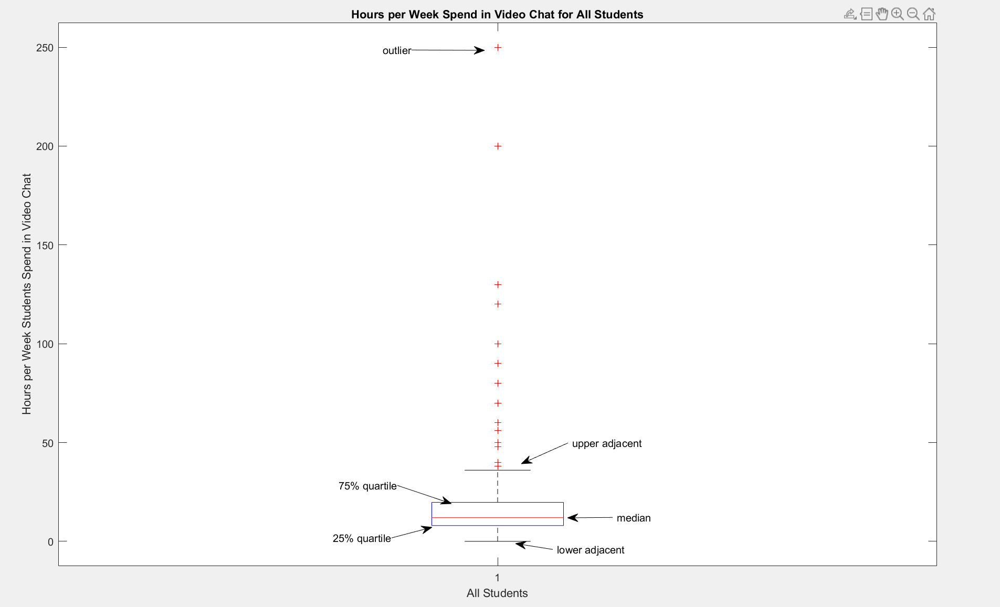 Hours per Week Spend in Video Chat for All Students
Hours per Week Students Spend in Video Chat
250
200
150
100
50
0
outlier
upper adjacent
75% quartile
median
25% quartile
lower adjacent
1
All Students